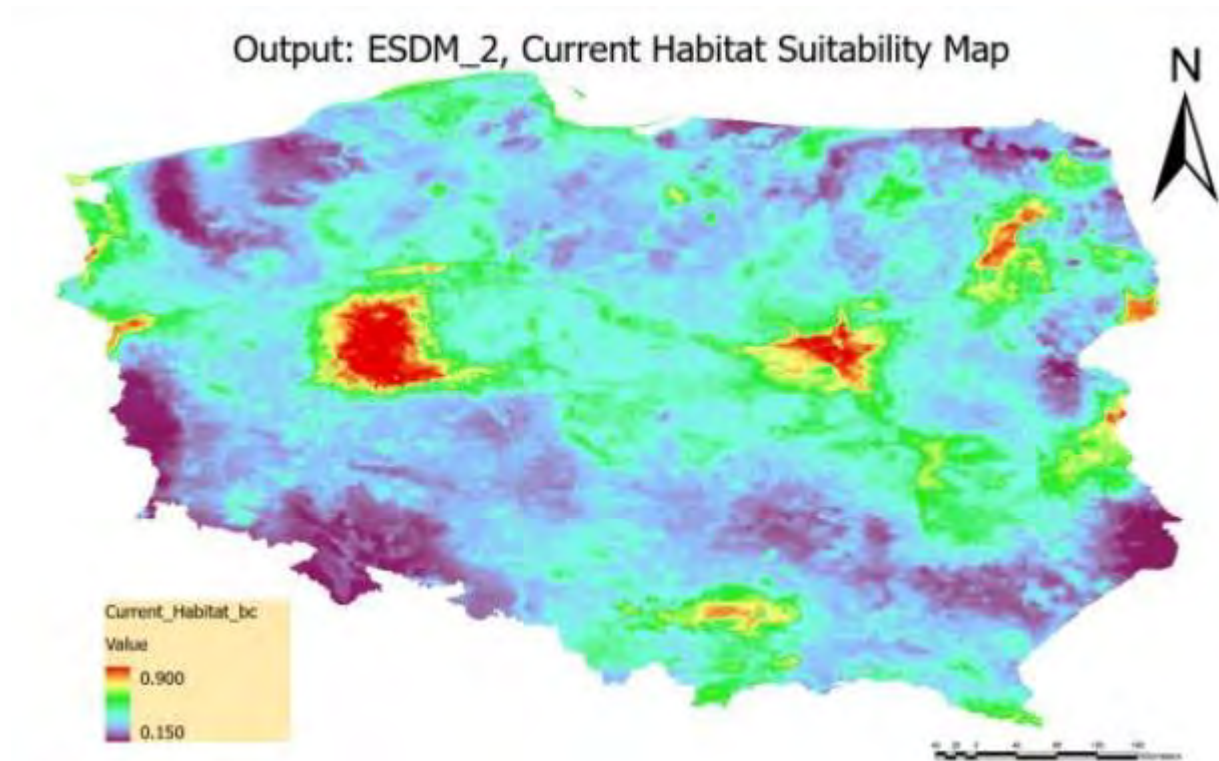 Output: ESDM_2, Current Habitat Suitability Map
N
Current_Habitat_bc
Value
0.900
0.150